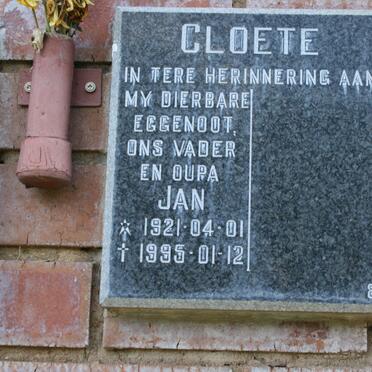 CLOETE
IN TERE HERINNERING AAN
MY DIERBARE
EGGENOOT,
ONS VADER
EN OUPA
JAN
1921-04-01
✝ 1995-01-12